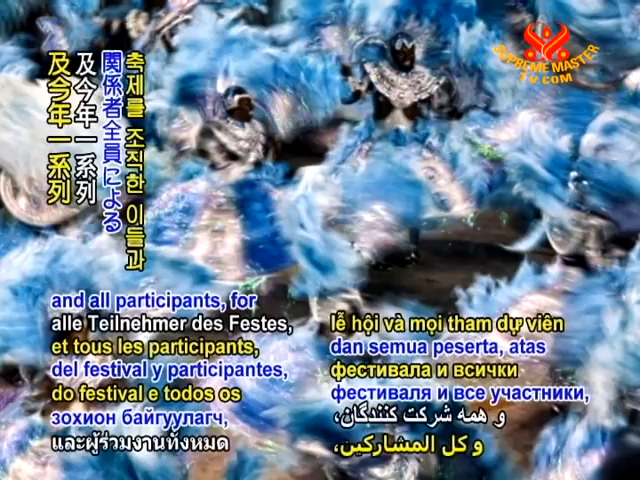 SUPREME MASTER
TV.COM
축제를 조직한 이들과
関係者全員による
及今年一系列
及今年一系列
and all participants, for
alle Teilnehmer des Festes,
et tous les participants,
del festival y participantes,
do festival e todos os
зохион байгуулагч,
และผู้ร่วมงานทั้งหมด
lễ hội và mọi tham dự viên
dan semua peserta, atas
фестивала и всички
фестиваля и все участники,
و همه شرکت کنندگان،
و كل المشاركين،